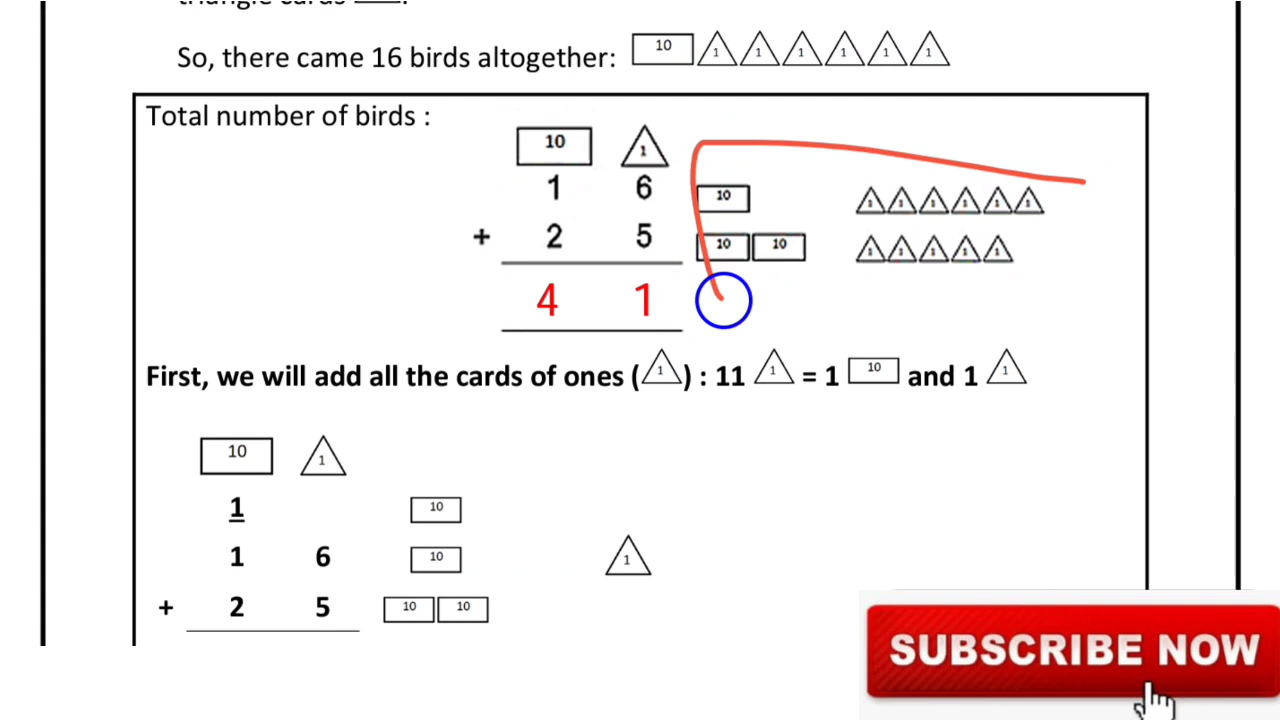 So, there came 16 birds altogether: 10 1 1 1 1 1 1
Total number of birds :
10 1
1 6 10 1 1 1 1 1 1
+ 2 5 10 10 1 1 1 1 1
4 1
First, we will add all the cards of ones ( 1 ) : 11 1 = 1 10 and 1 1
10 1
1 10
1 6 10 1
+ 2 5 10 10
SUBSCRIBE NOW